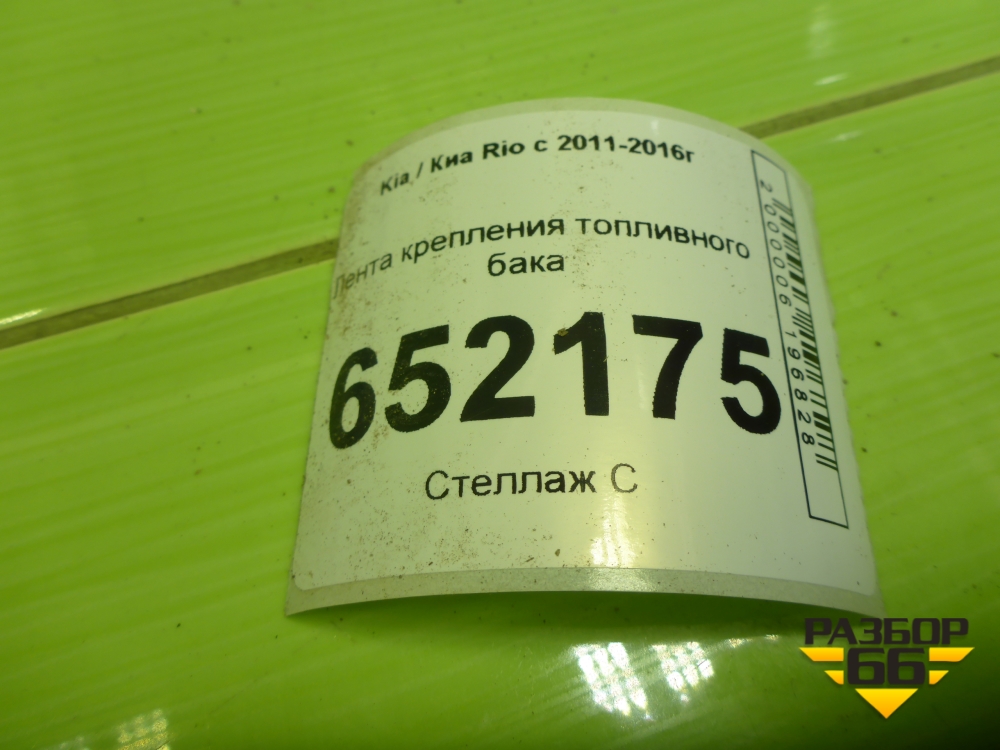 Kia / Киа Rio с 2011-2016г
Лента крепления топливного
бака
652175
Стеллаж С
2000006196828
РАЗБОР
66